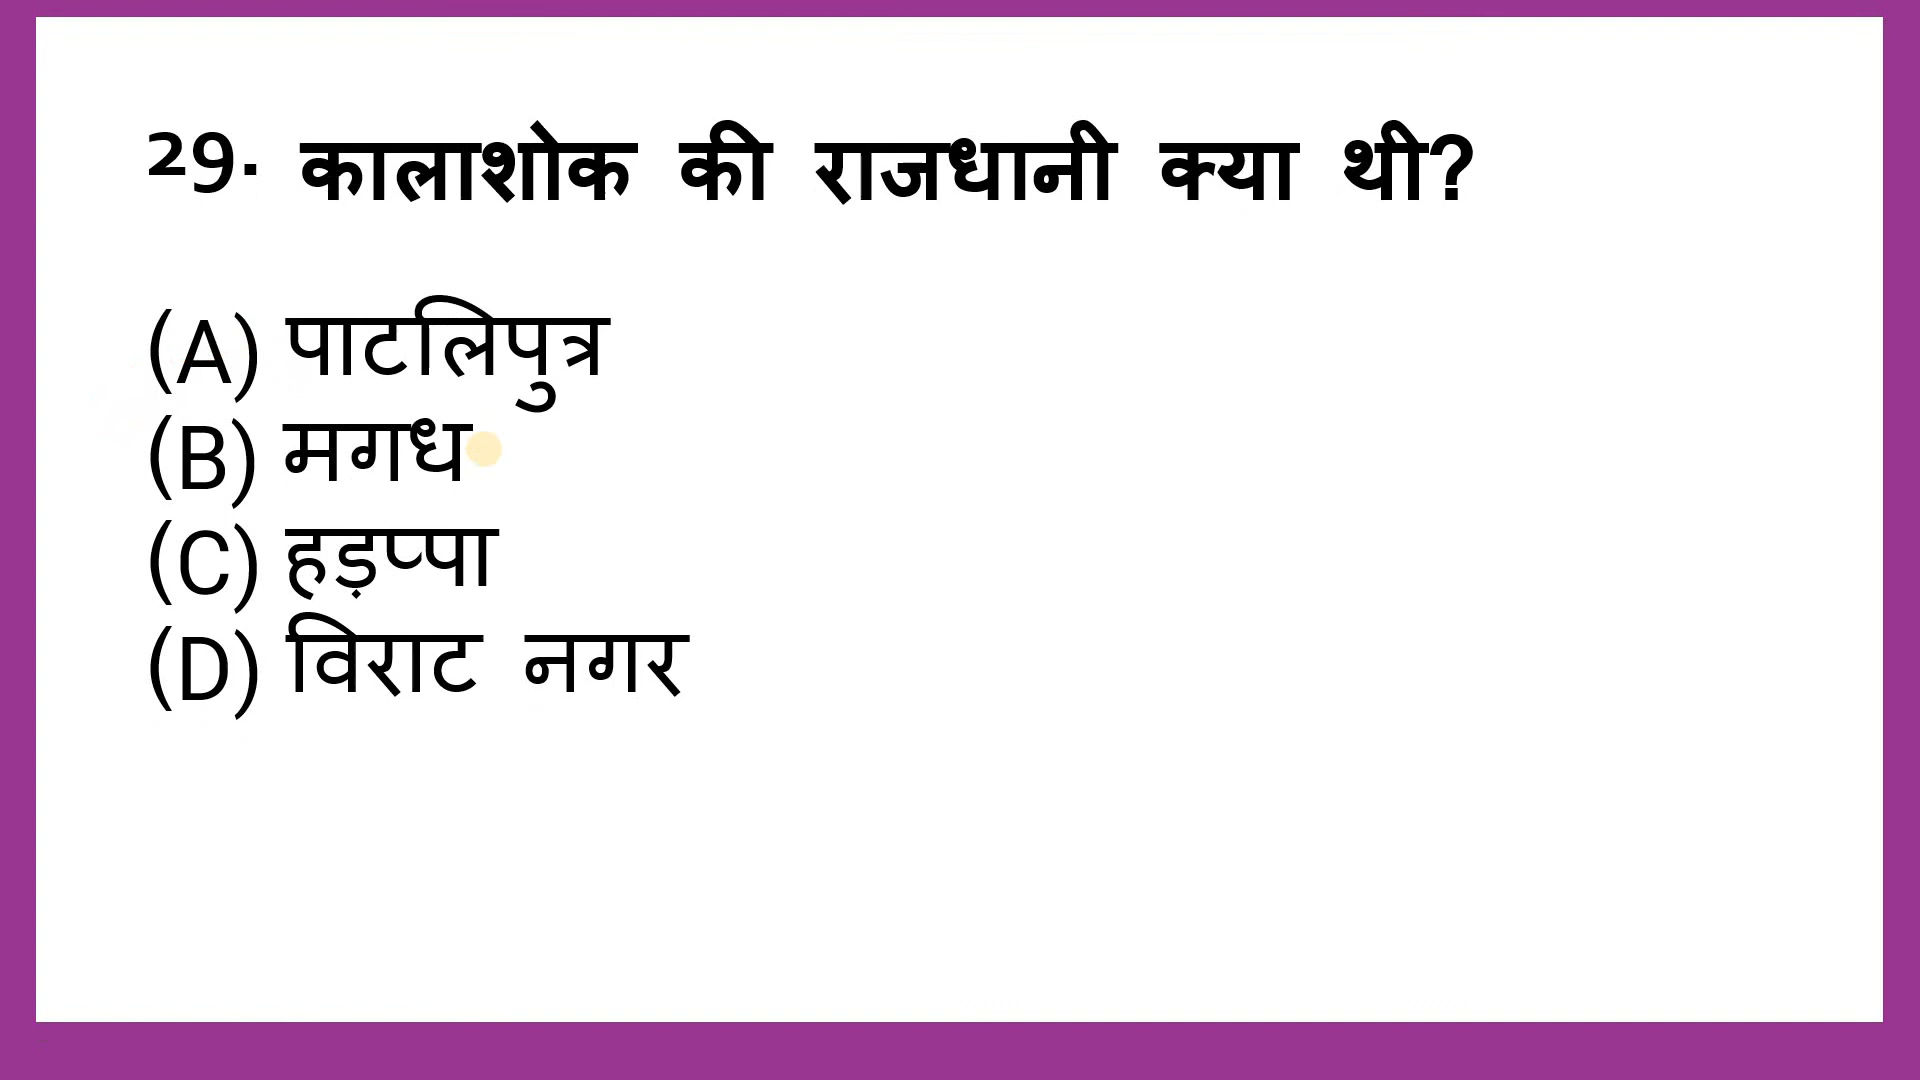 29. कालाशोक की राजधानी क्या थी?
(A) पाटलिपुत्र
(B) मगध
(C) हड़प्पा
(D) विराट नगर